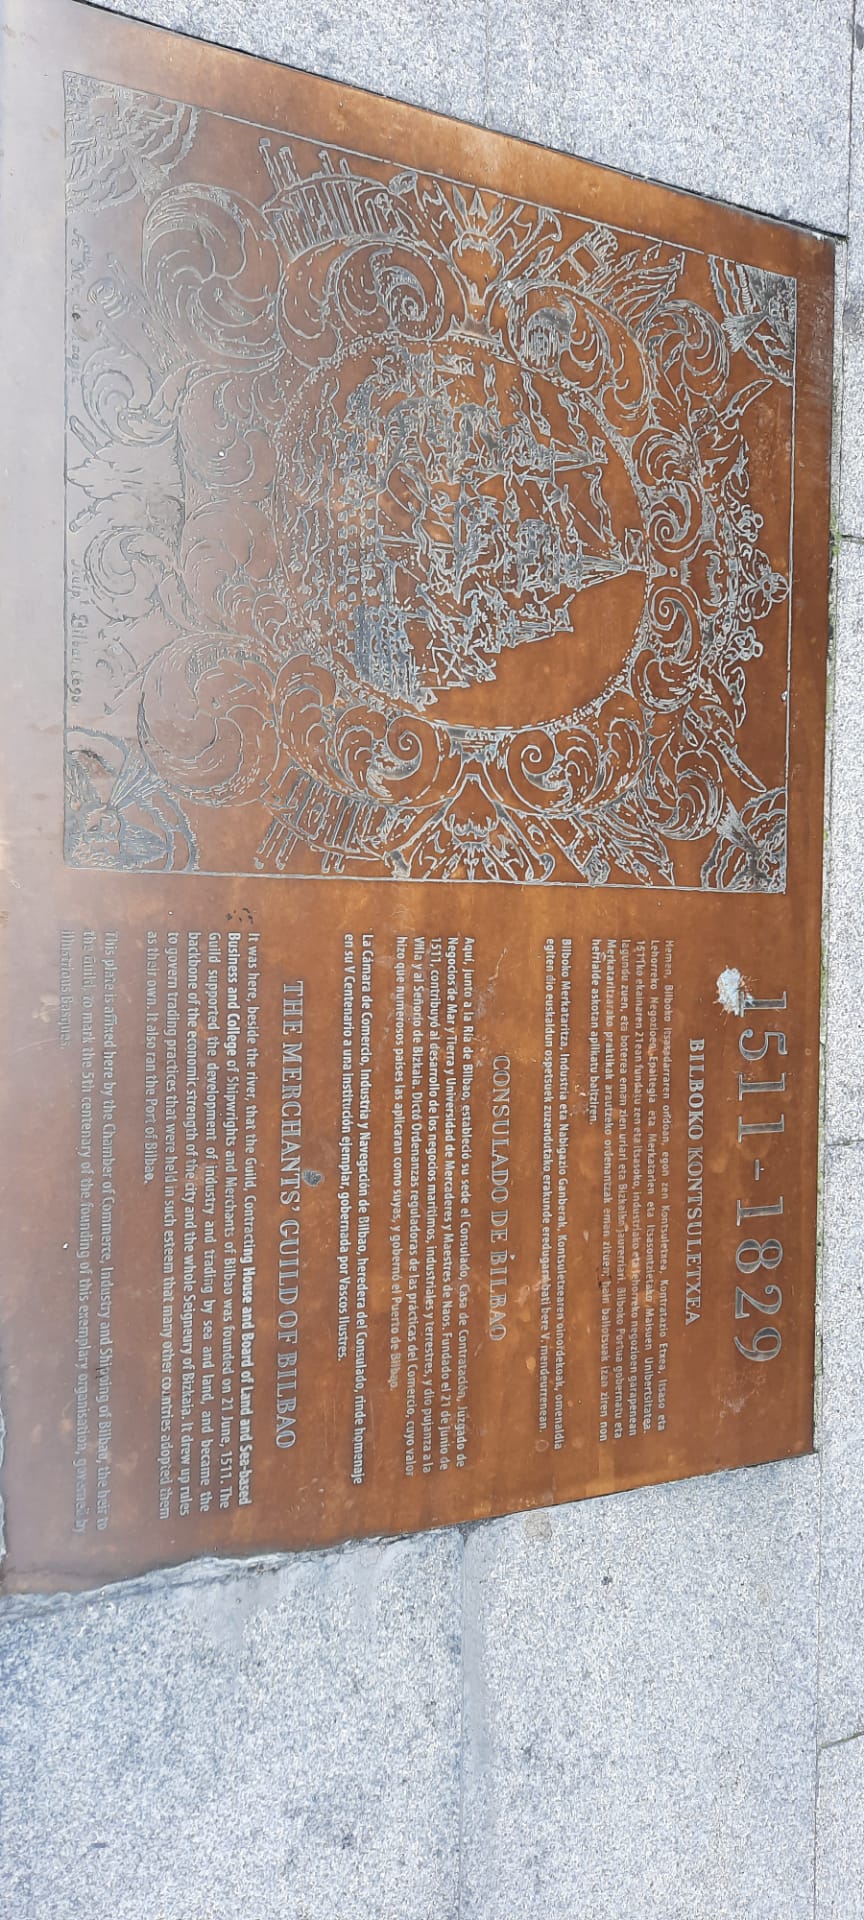 1511 - 1829
BILBOKO KONTSULETXEA
Hemen, Bilboko Itsasadarraren ondoan, egon zen Kontsuletxea, Kontratazio Etxea, Itsaso eta
Lehorreko Negozioen Epaitegia eta Merkatarien eta Itsasontzietako Maisuen Unibertsitatea.
1511ko ekainaren 21ean fundatu zen eta itsasoko, industriako eta lehorreko negozioen garapenean
lagundu zuen, eta boterea eman zien uriari eta Bizkaiko Jaurerriari. Bilboko Portua gobernatu eta
Merkataritzarako praktikak arautzeko ordenantzak eman zituen; hain baliotsuak izan ziren non
herrialde askotan aplikatu baitziren.
Bilboko Merkataritza, Industria eta Nabigazio Ganberak, Kontsuletxearen oinordekoak, omenaldia
egiten dio euskaldun ospetsuek zuzendutako erakunde eredugarri bati bere V. mendeurrenean.
CONSULADO DE BILBAO
Aquí, junto a la Ría de Bilbao, estableció su sede el Consulado, Casa de Contratación, Juzgado de
Negocios de Mar y Tierra y Universidad de Mercaderes y Maestres de Naos. Fundado el 21 de junio de
1511, contribuyó al desarrollo de los negocios marítimos, industriales y terrestres, y dio pujanza a la
Villa y al Señorío de Bizkaia. Dictó Ordenanzas reguladoras de las prácticas del Comercio, cuyo valor
hizo que numerosos países las aplicaran como suyas, y gobernó el Puerto de Bilbao.
La Cámara de Comercio, Industria y Navegación de Bilbao, heredera del Consulado, rinde homenaje
en su V Centenario a una Institución ejemplar, gobernada por Vascos Ilustres.
THE MERCHANTS' GUILD OF BILBAO
It was here, beside the river, that the Guild, Contracting House and Board of Land and Sea-based
Business and College of Shipwrights and Merchants of Bilbao was founded on 21 June, 1511. The
Guild supported the development of industry and trading by sea and land, and became the
backbone of the economic strength of the city and the whole Seigneury of Bizkaia. It drew up rules
to govern trading practices that were held in such esteem that many other countries adopted them
as their own. It also ran the Port of Bilbao.
This place is affixed here by the Chamber of Commerce, Industry and Shipping of Bilbao, the heir to
the Guild, to mark the 5th centenary of the founding of this exemplary organisation, governed by
illustrious Basques.